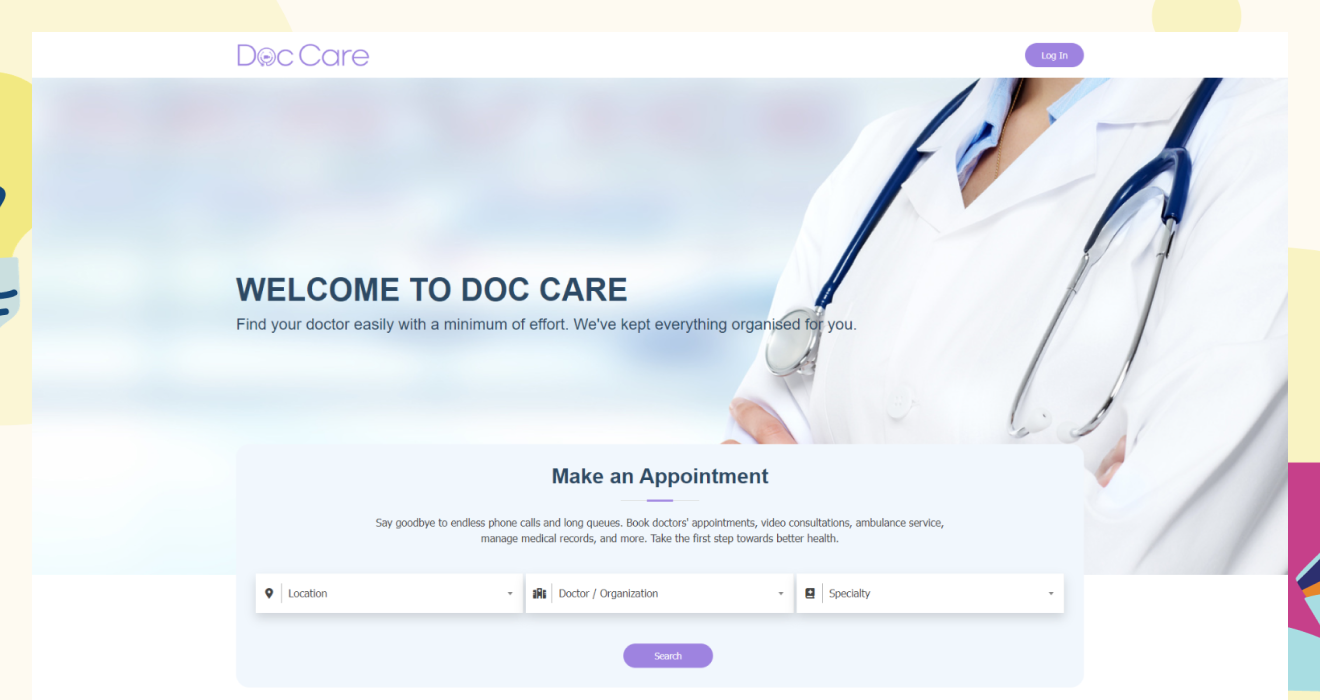 Doc Care
Log In
WELCOME TO DOC CARE
Find your doctor easily with a minimum of effort. We've kept everything organised for you.
Make an Appointment
Say goodbye to endless phone calls and long queues. Book doctors' appointments, video consultations, ambulance service,
manage medical records, and more. Take the first step towards better health.
Location
Doctor / Organization
Specialty
Search